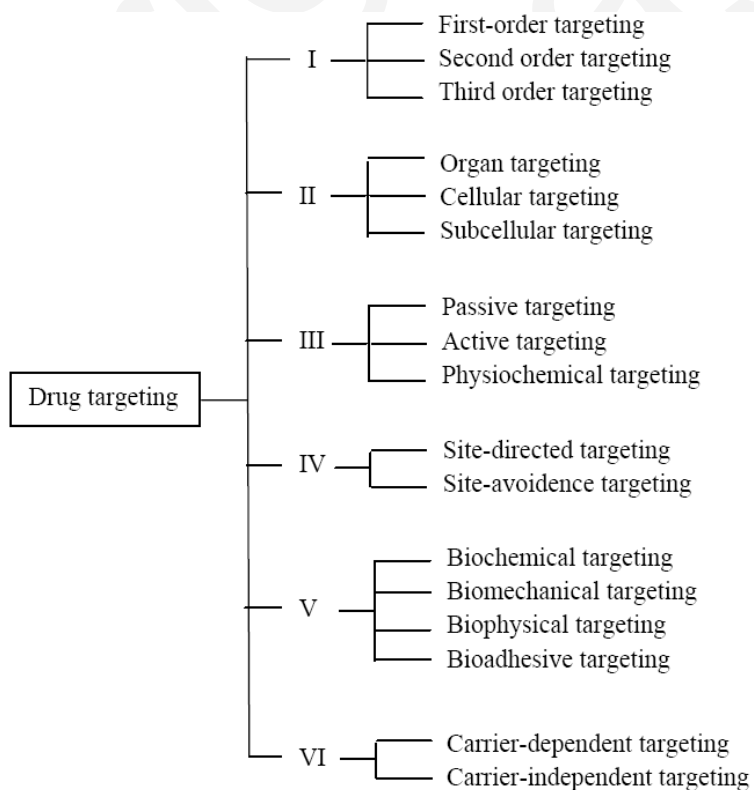 First-order targeting
I
Second order targeting
Third order targeting
Organ targeting
II
Cellular targeting
Subcellular targeting
Passive targeting
III
Active targeting
Physiochemical targeting
Drug targeting
Site-directed targeting
IV
Site-avoidence targeting
Biochemical targeting
Biomechanical targeting
V
Biophysical targeting
Bioadhesive targeting
Carrier-dependent targeting
VI
Carrier-independent targeting